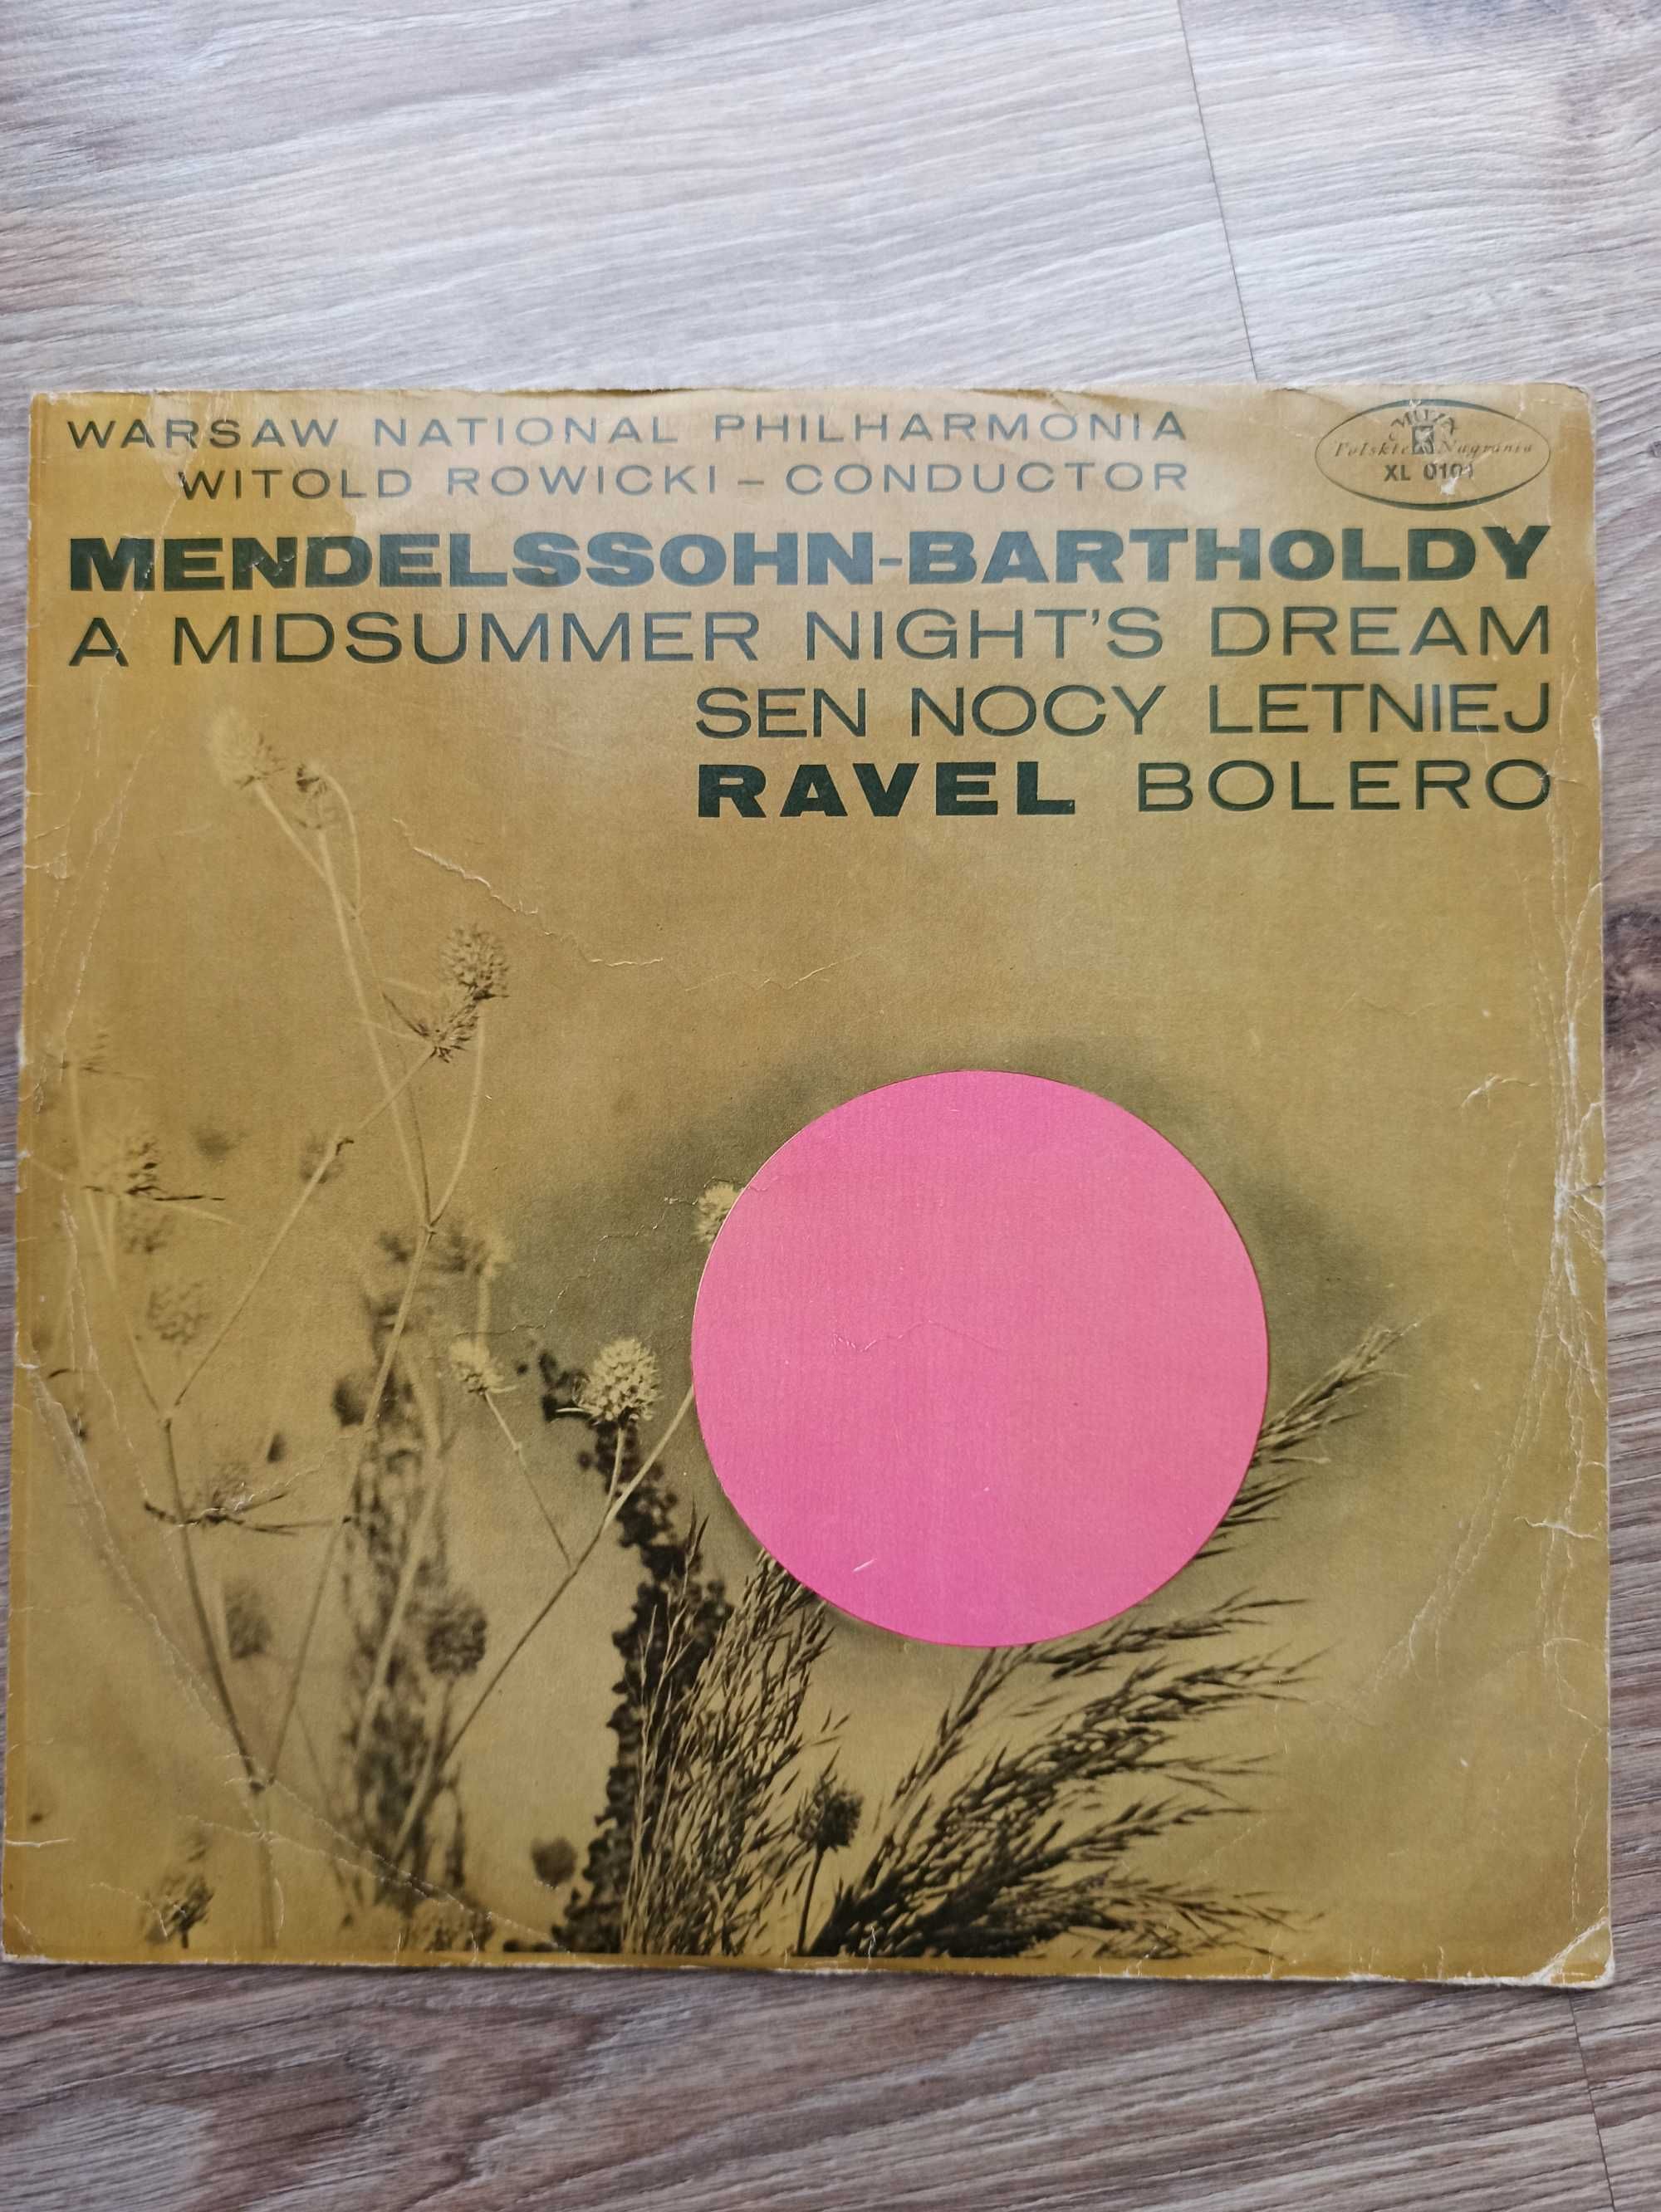 WARSAW NATIONAL PHILHARMONIA
WITOLD ROWICKI – CONDUCTOR
MUZA
Polskie Nagrania
XL 0101
MENDELSSOHN-BARTHOLDY
A MIDSUMMER NIGHT'S DREAM
SEN NOCY LETNIEJ
RAVEL BOLERO